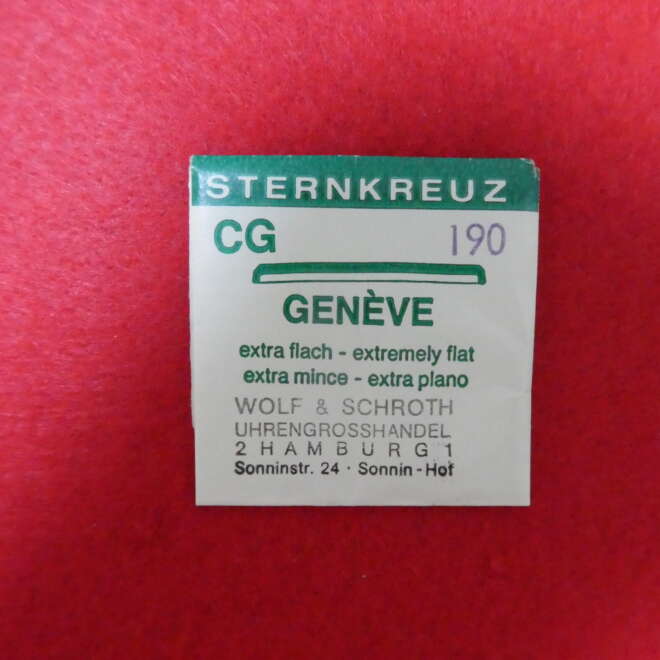 STERNKREUZ
CG 190
GENÈVE
extra flach - extremely flat
extra mince - extra plano
WOLF & SCHROTH
UHRENGROSSHANDEL
2 HAMBURG 1
Sonninstr. 24 · Sonnin-Hof